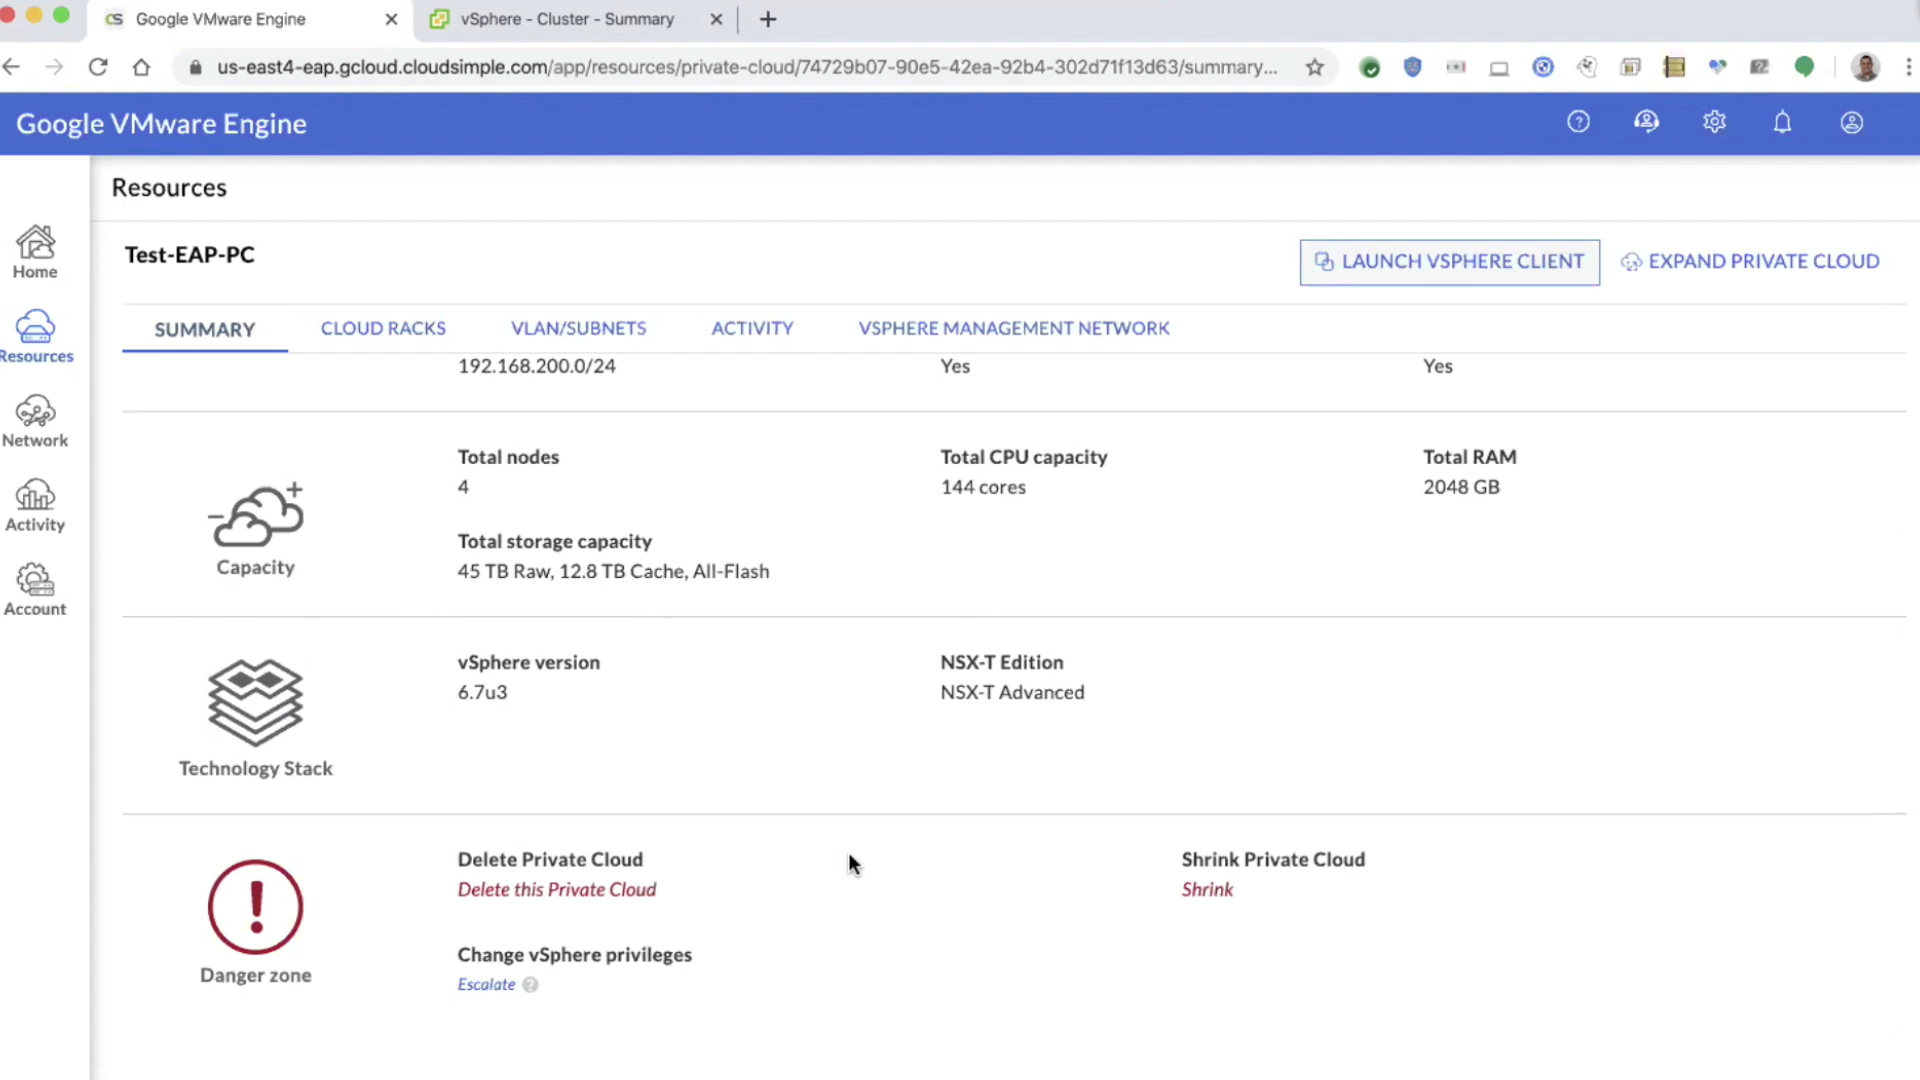 Google VMware Engine
vSphere - Cluster - Summary
us-east4-eap.gcloud.cloudsimple.com/app/resources/private-cloud/74729b07-90e5-42ea-92b4-302d71f13d63/summary...
Google VMware Engine
Resources
Home
Resources
Network
Activity
Account
Test-EAP-PC
LAUNCH VSPHERE CLIENT
EXPAND PRIVATE CLOUD
SUMMARY
CLOUD RACKS
VLAN/SUBNETS
ACTIVITY
VSPHERE MANAGEMENT NETWORK
192.168.200.0/24
Yes
Yes
Capacity
Total nodes
4
Total CPU capacity
144 cores
Total RAM
2048 GB
Total storage capacity
45 TB Raw, 12.8 TB Cache, All-Flash
Technology Stack
vSphere version
6.7u3
NSX-T Edition
NSX-T Advanced
Danger zone
Delete Private Cloud
Delete this Private Cloud
Shrink Private Cloud
Shrink
Change vSphere privileges
Escalate